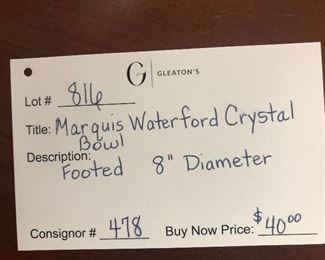 G | GLEATON'S
Lot # 816
Title: Marquis Waterford Crystal
Bowl
Description:
Footed 8" Diameter
Consignor # 478 Buy Now Price: $40.00